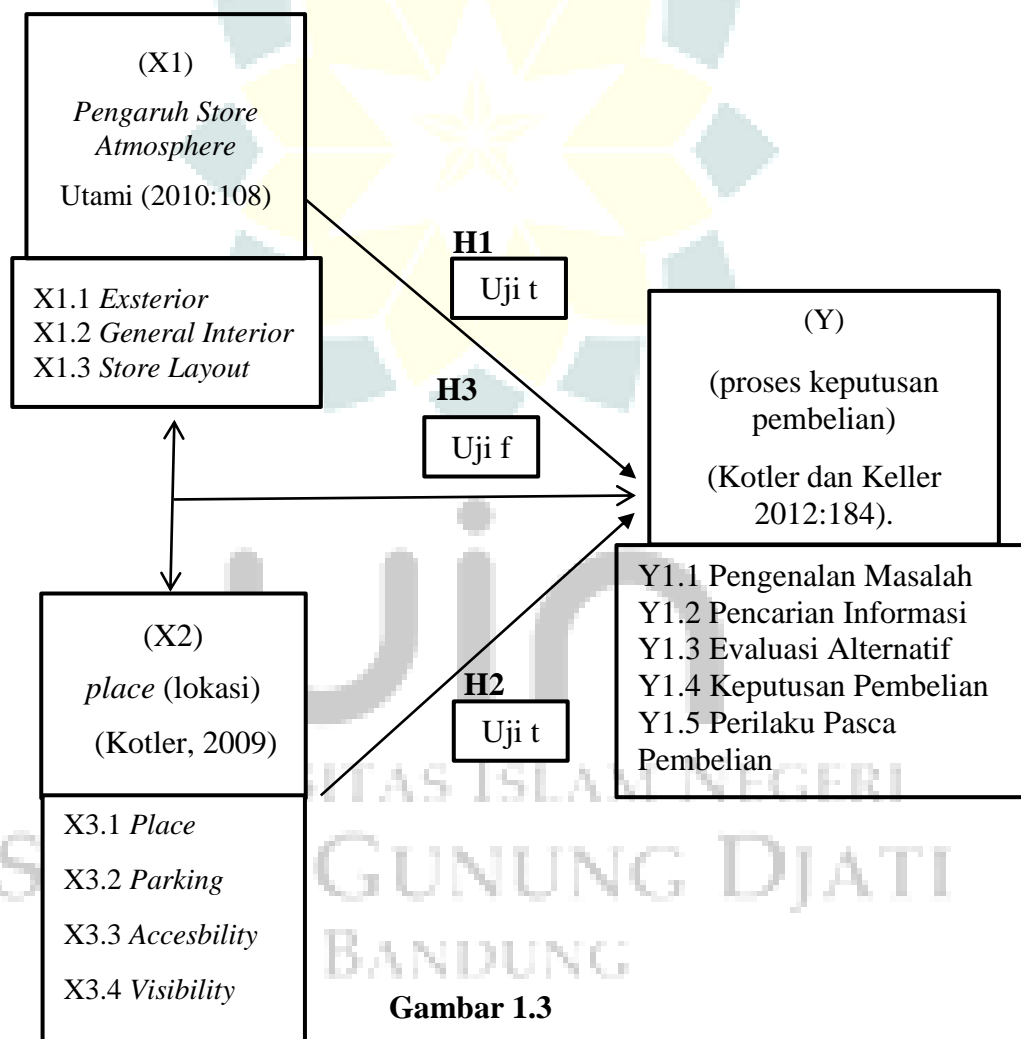 (X1)
Pengaruh Store
Atmosphere
Utami (2010:108)
X1.1 Exsterior
X1.2 General Interior
X1.3 Store Layout
H1
Uji t
H3
Uji f
(Y)
(proses keputusan
pembelian)
(Kotler dan Keller
2012:184).
Y1.1 Pengenalan Masalah
Y1.2 Pencarian Informasi
Y1.3 Evaluasi Alternatif
Y1.4 Keputusan Pembelian
Y1.5 Perilaku Pasca
Pembelian
(X2)
place (lokasi)
(Kotler, 2009)
X3.1 Place
X3.2 Parking
X3.3 Accesbility
X3.4 Visibility
H2
Uji t
uin
ITAS ISLAM NEGERI
S GUNUNG DJATI
BANDUNG
Gambar 1.3